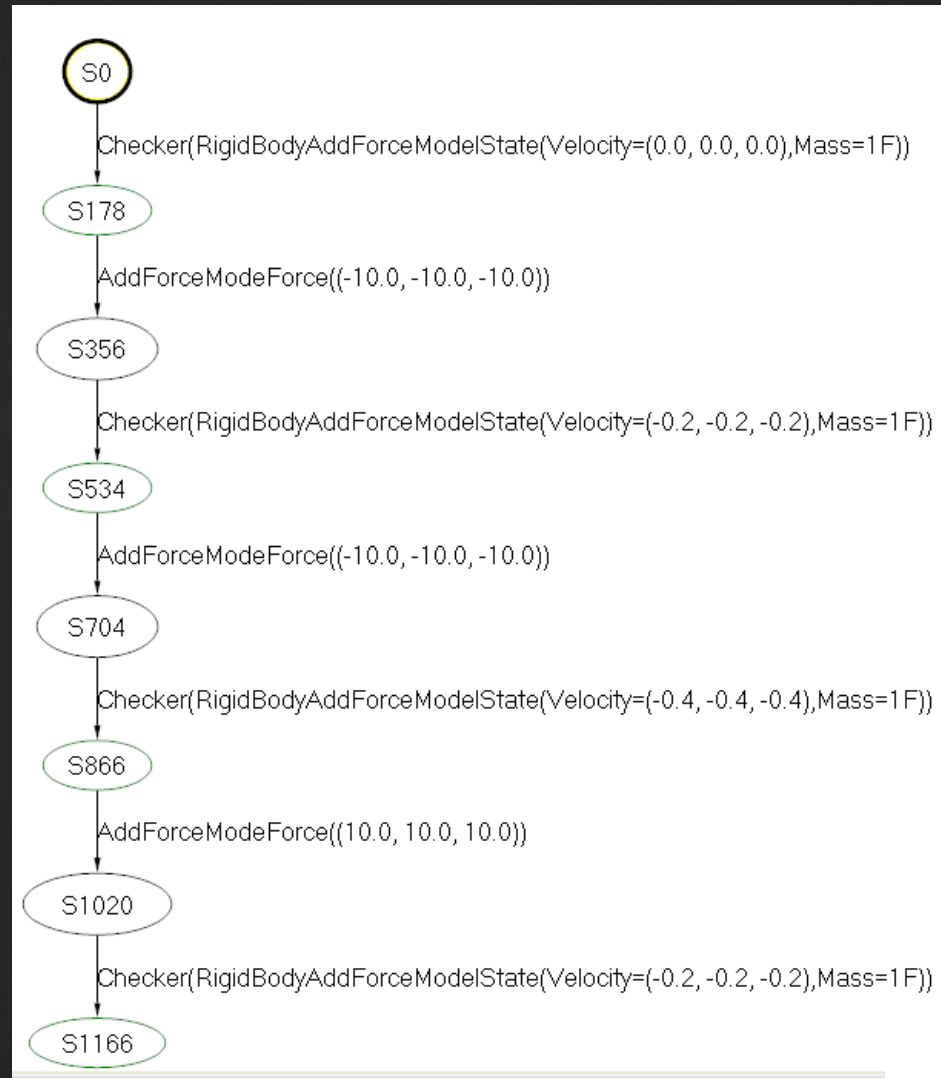 S0
Checker(RigidBodyAddForceModelState(Velocity=(0.0, 0.0, 0.0),Mass=1F))
S178
AddForceModeForce((-10.0, -10.0, -10.0))
S356
Checker(RigidBodyAddForceModelState(Velocity=(-0.2, -0.2, -0.2),Mass=1F))
S534
AddForceModeForce((-10.0, -10.0, -10.0))
S704
Checker(RigidBodyAddForceModelState(Velocity=(-0.4, -0.4, -0.4),Mass=1F))
S866
AddForceModeForce((10.0, 10.0, 10.0))
S1020
Checker(RigidBodyAddForceModelState(Velocity=(-0.2, -0.2, -0.2),Mass=1F))
S1166